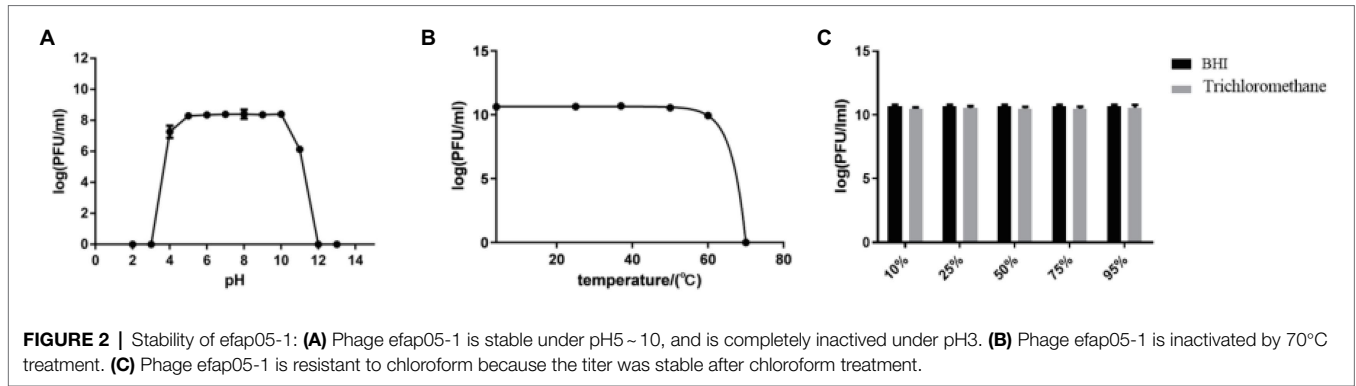 A
B
C
12
10
8
6
4
2
0
log(PFU/ml)
0 2 4 6 8 10 12 14
pH
15
10
5
0
log(PFU/ml)
20 40 60 80
temperature/(°C)
15
10
5
0
log(PFU/lml)
10% 25% 50% 75% 95%
BHI
Trichloromethane
FIGURE 2 | Stability of efap05-1: (A) Phage efap05-1 is stable under pH5 ~ 10, and is completely inactived under pH3. (B) Phage efap05-1 is inactivated by 70°C
treatment. (C) Phage efap05-1 is resistant to chloroform because the titer was stable after chloroform treatment.